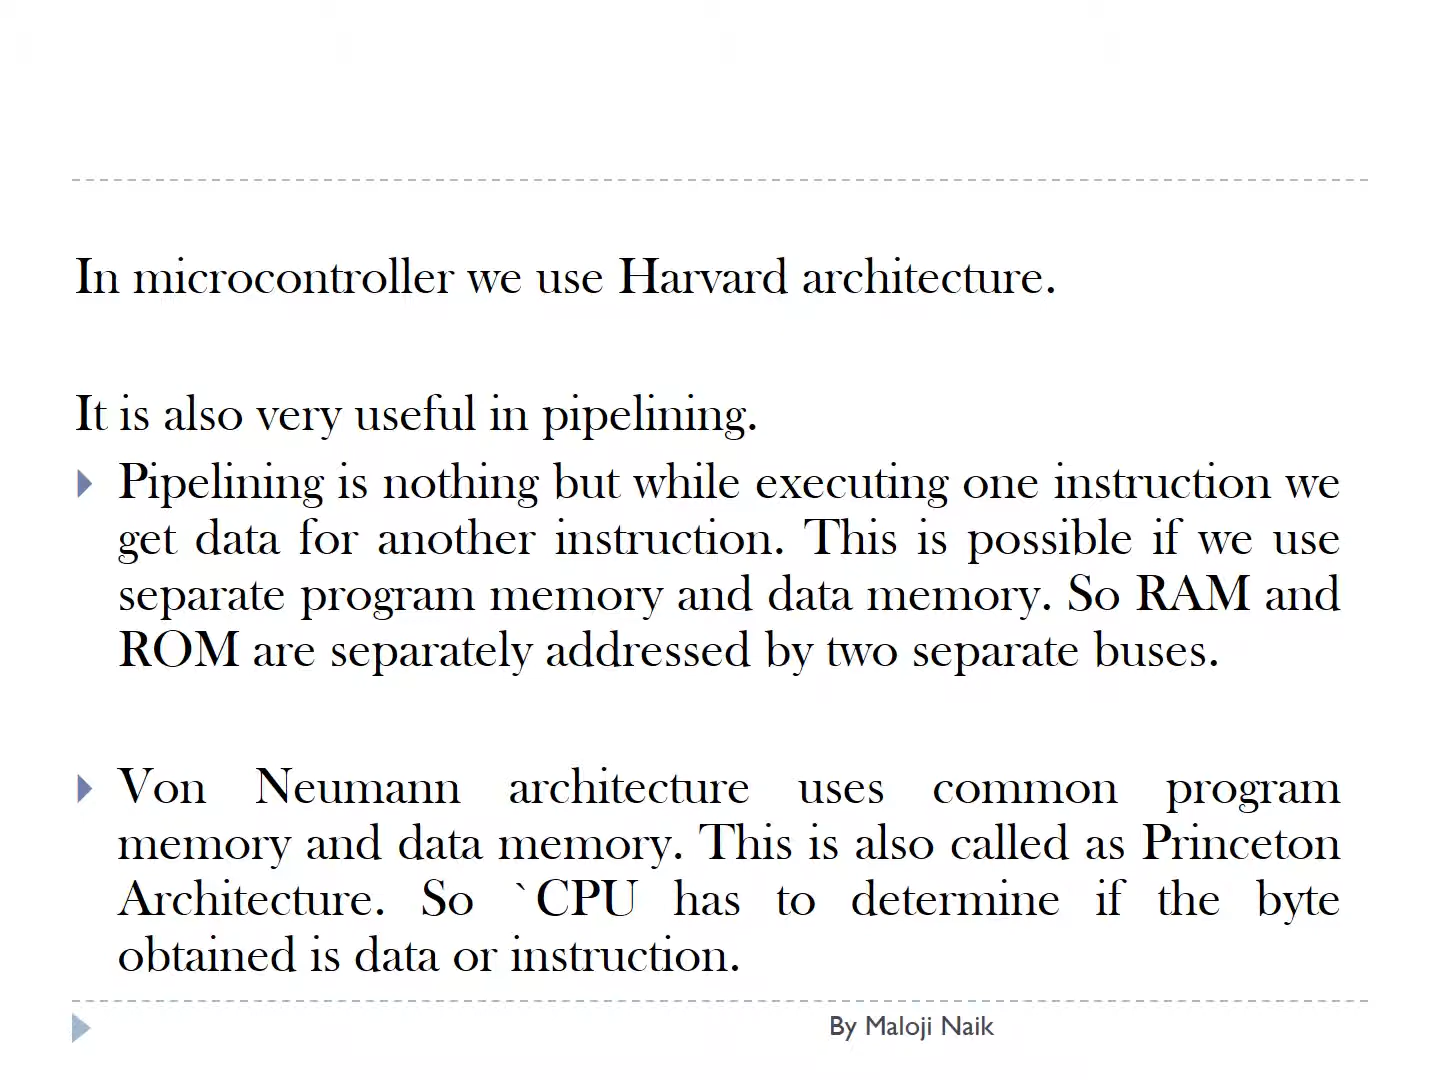 In microcontroller we use Harvard architecture.
It is also very useful in pipelining.
Pipelining is nothing but while executing one instruction we
get data for another instruction. This is possible if we use
separate program memory and data memory. So RAM and
ROM are separately addressed by two separate buses.
Von Neumann architecture uses common program
memory and data memory. This is also called as Princeton
Architecture. So `CPU has to determine if the byte
obtained is data or instruction.
By Maloji Naik